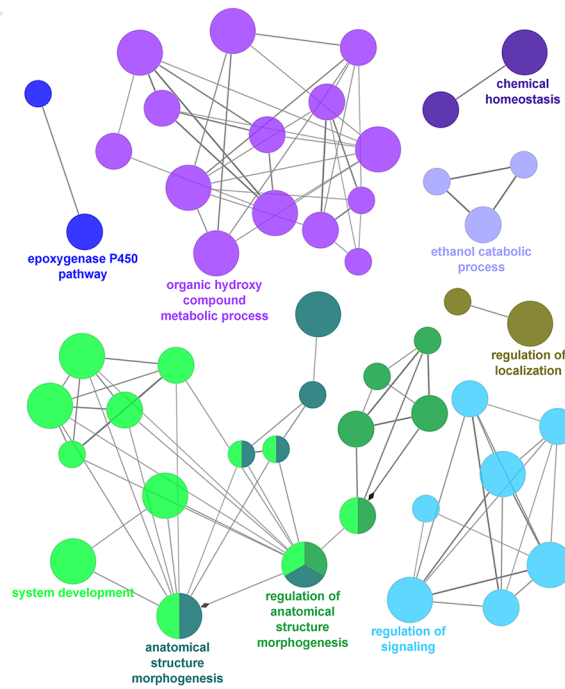 chemical
homeostasis
epoxygenase P450
pathway
organic hydroxy
compound
metabolic process
ethanol catabolic
process
regulation of
localization
system development
anatomical
structure
morphogenesis
regulation of
anatomical
structure
morphogenesis
regulation of
signaling